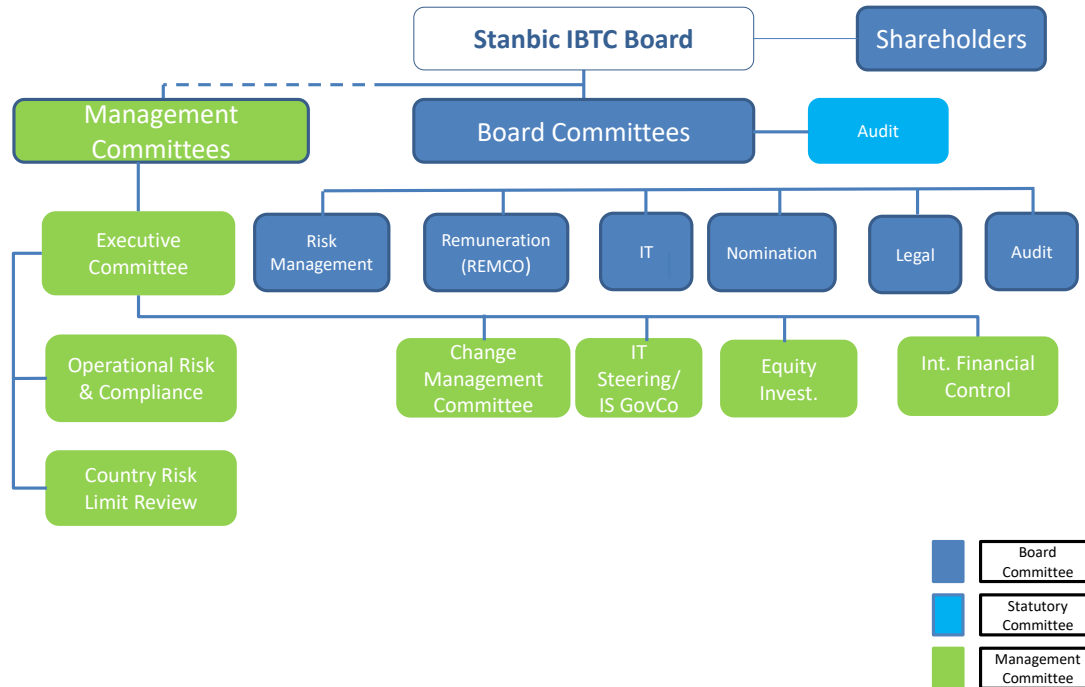 Stanbic IBTC Board
Shareholders
Management
Committees
Board Committees
Audit
Executive
Committee
Risk
Management
Remuneration
(REMCO)
IT
Nomination
Legal
Audit
Operational Risk
& Compliance
Change
Management
Committee
IT
Steering/
IS GovCo
Equity
Invest.
Int. Financial
Control
Country Risk
Limit Review
Board
Committee
Statutory
Committee
Management
Committee